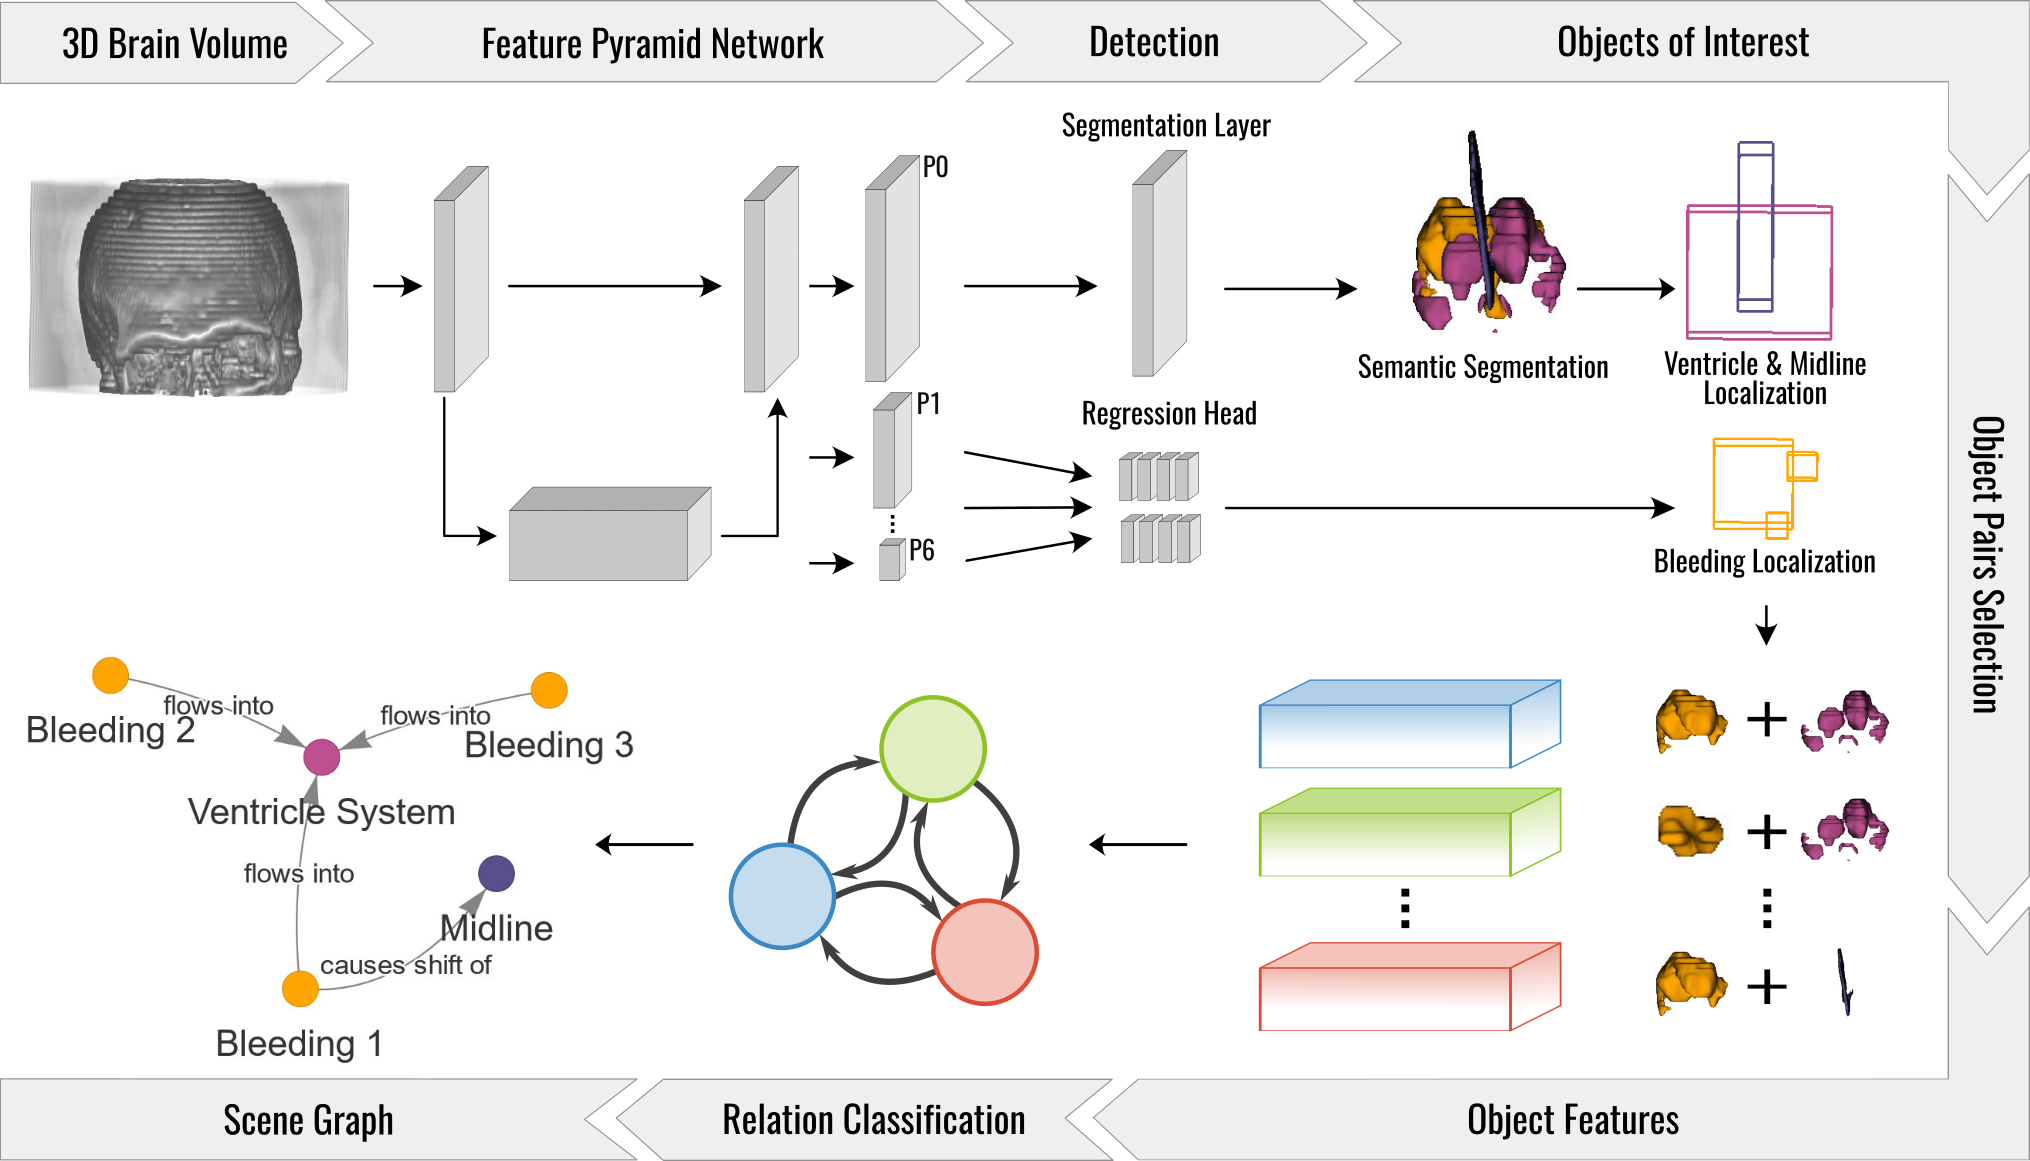 3D Brain Volume
Feature Pyramid Network
Detection
Objects of Interest
Segmentation Layer
P0
Semantic Segmentation
Ventricle & Midline
Localization
P1
Regression Head
P6
Bleeding Localization
Object Pairs Selection
Bleeding 2
flows into
flows into
Bleeding 3
Ventricle System
flows into
Midline
causes shift of
Bleeding 1
Scene Graph
Relation Classification
Object Features